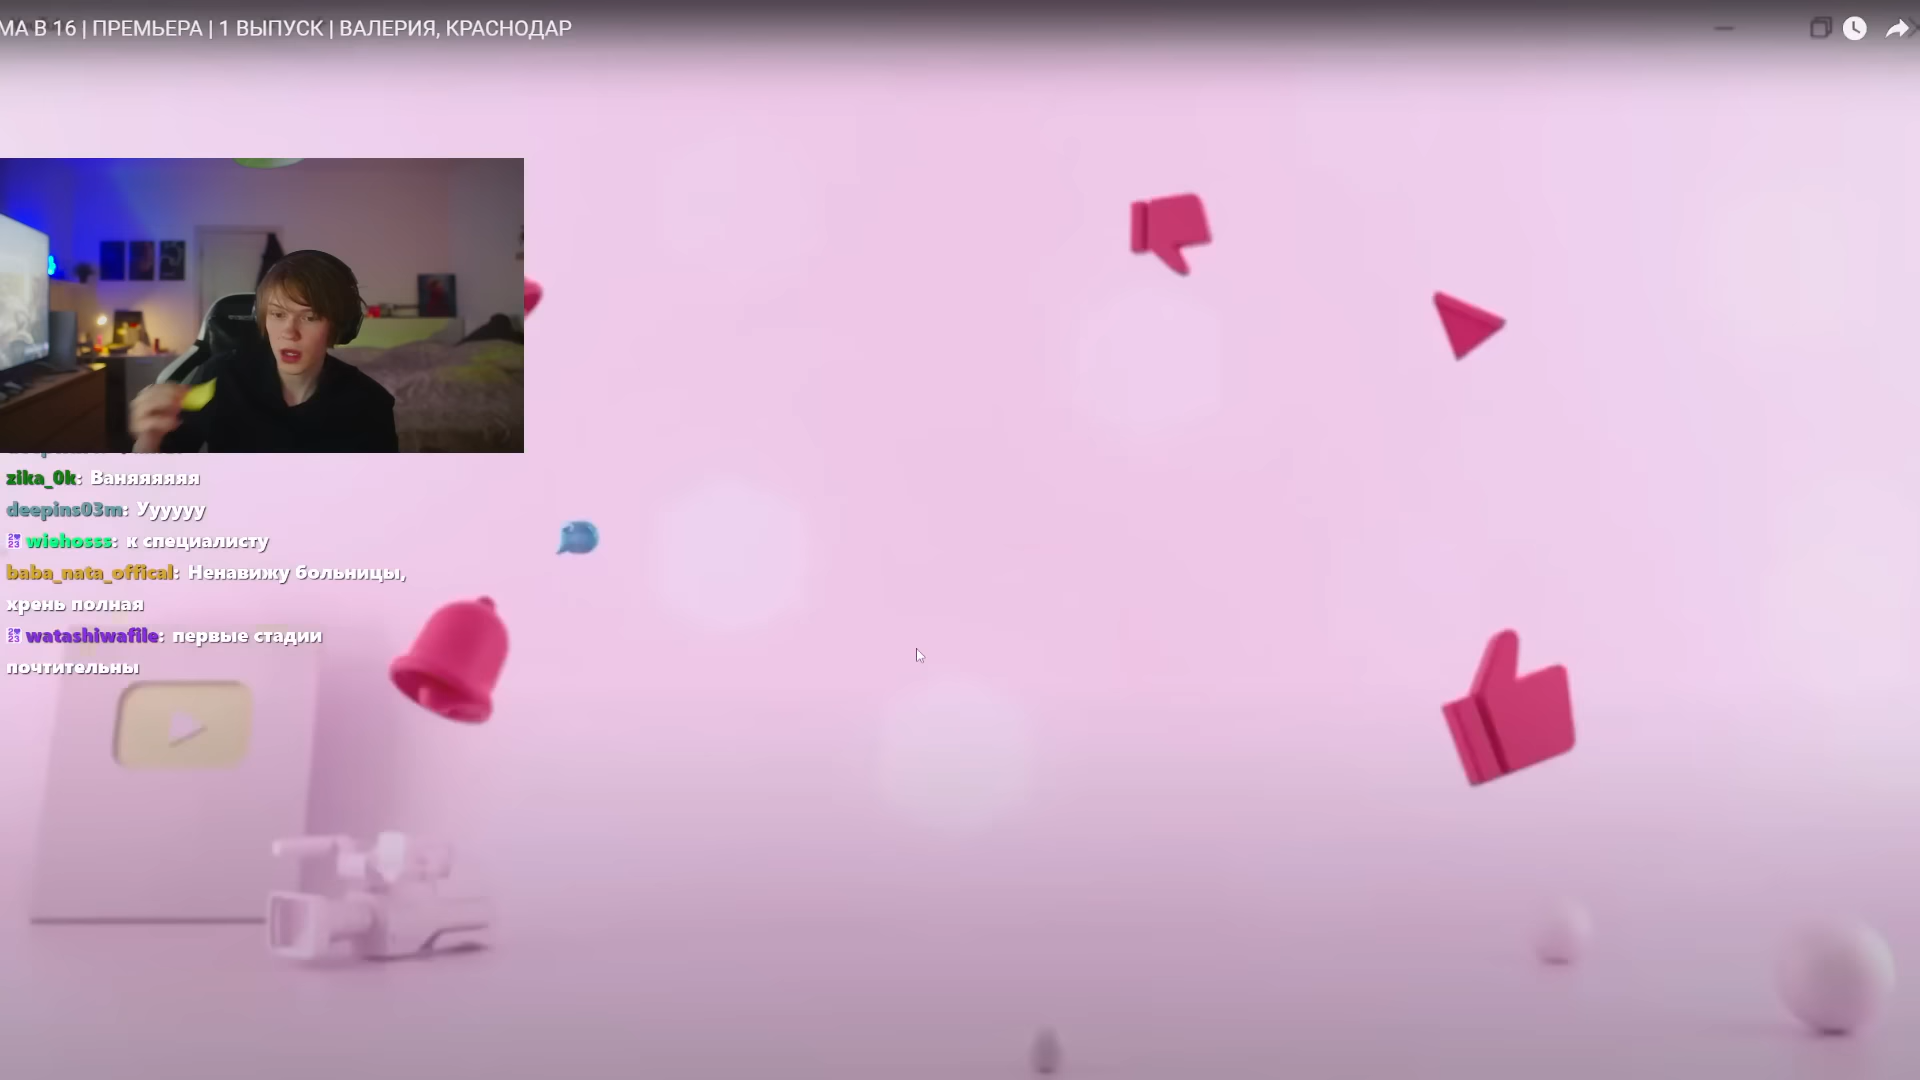 МА В 16 | ПРЕМЬЕРА | 1 ВЫПУСК | ВАЛЕРИЯ, КРАСНОДАР
zika_0k: Ваняяяяяя
deepins03m: Уууууу
wiehosss: к специалисту
baba_nata_offical: Ненавижу больницы,
хрень полная
watashiwafile: первые стадии
почтительны